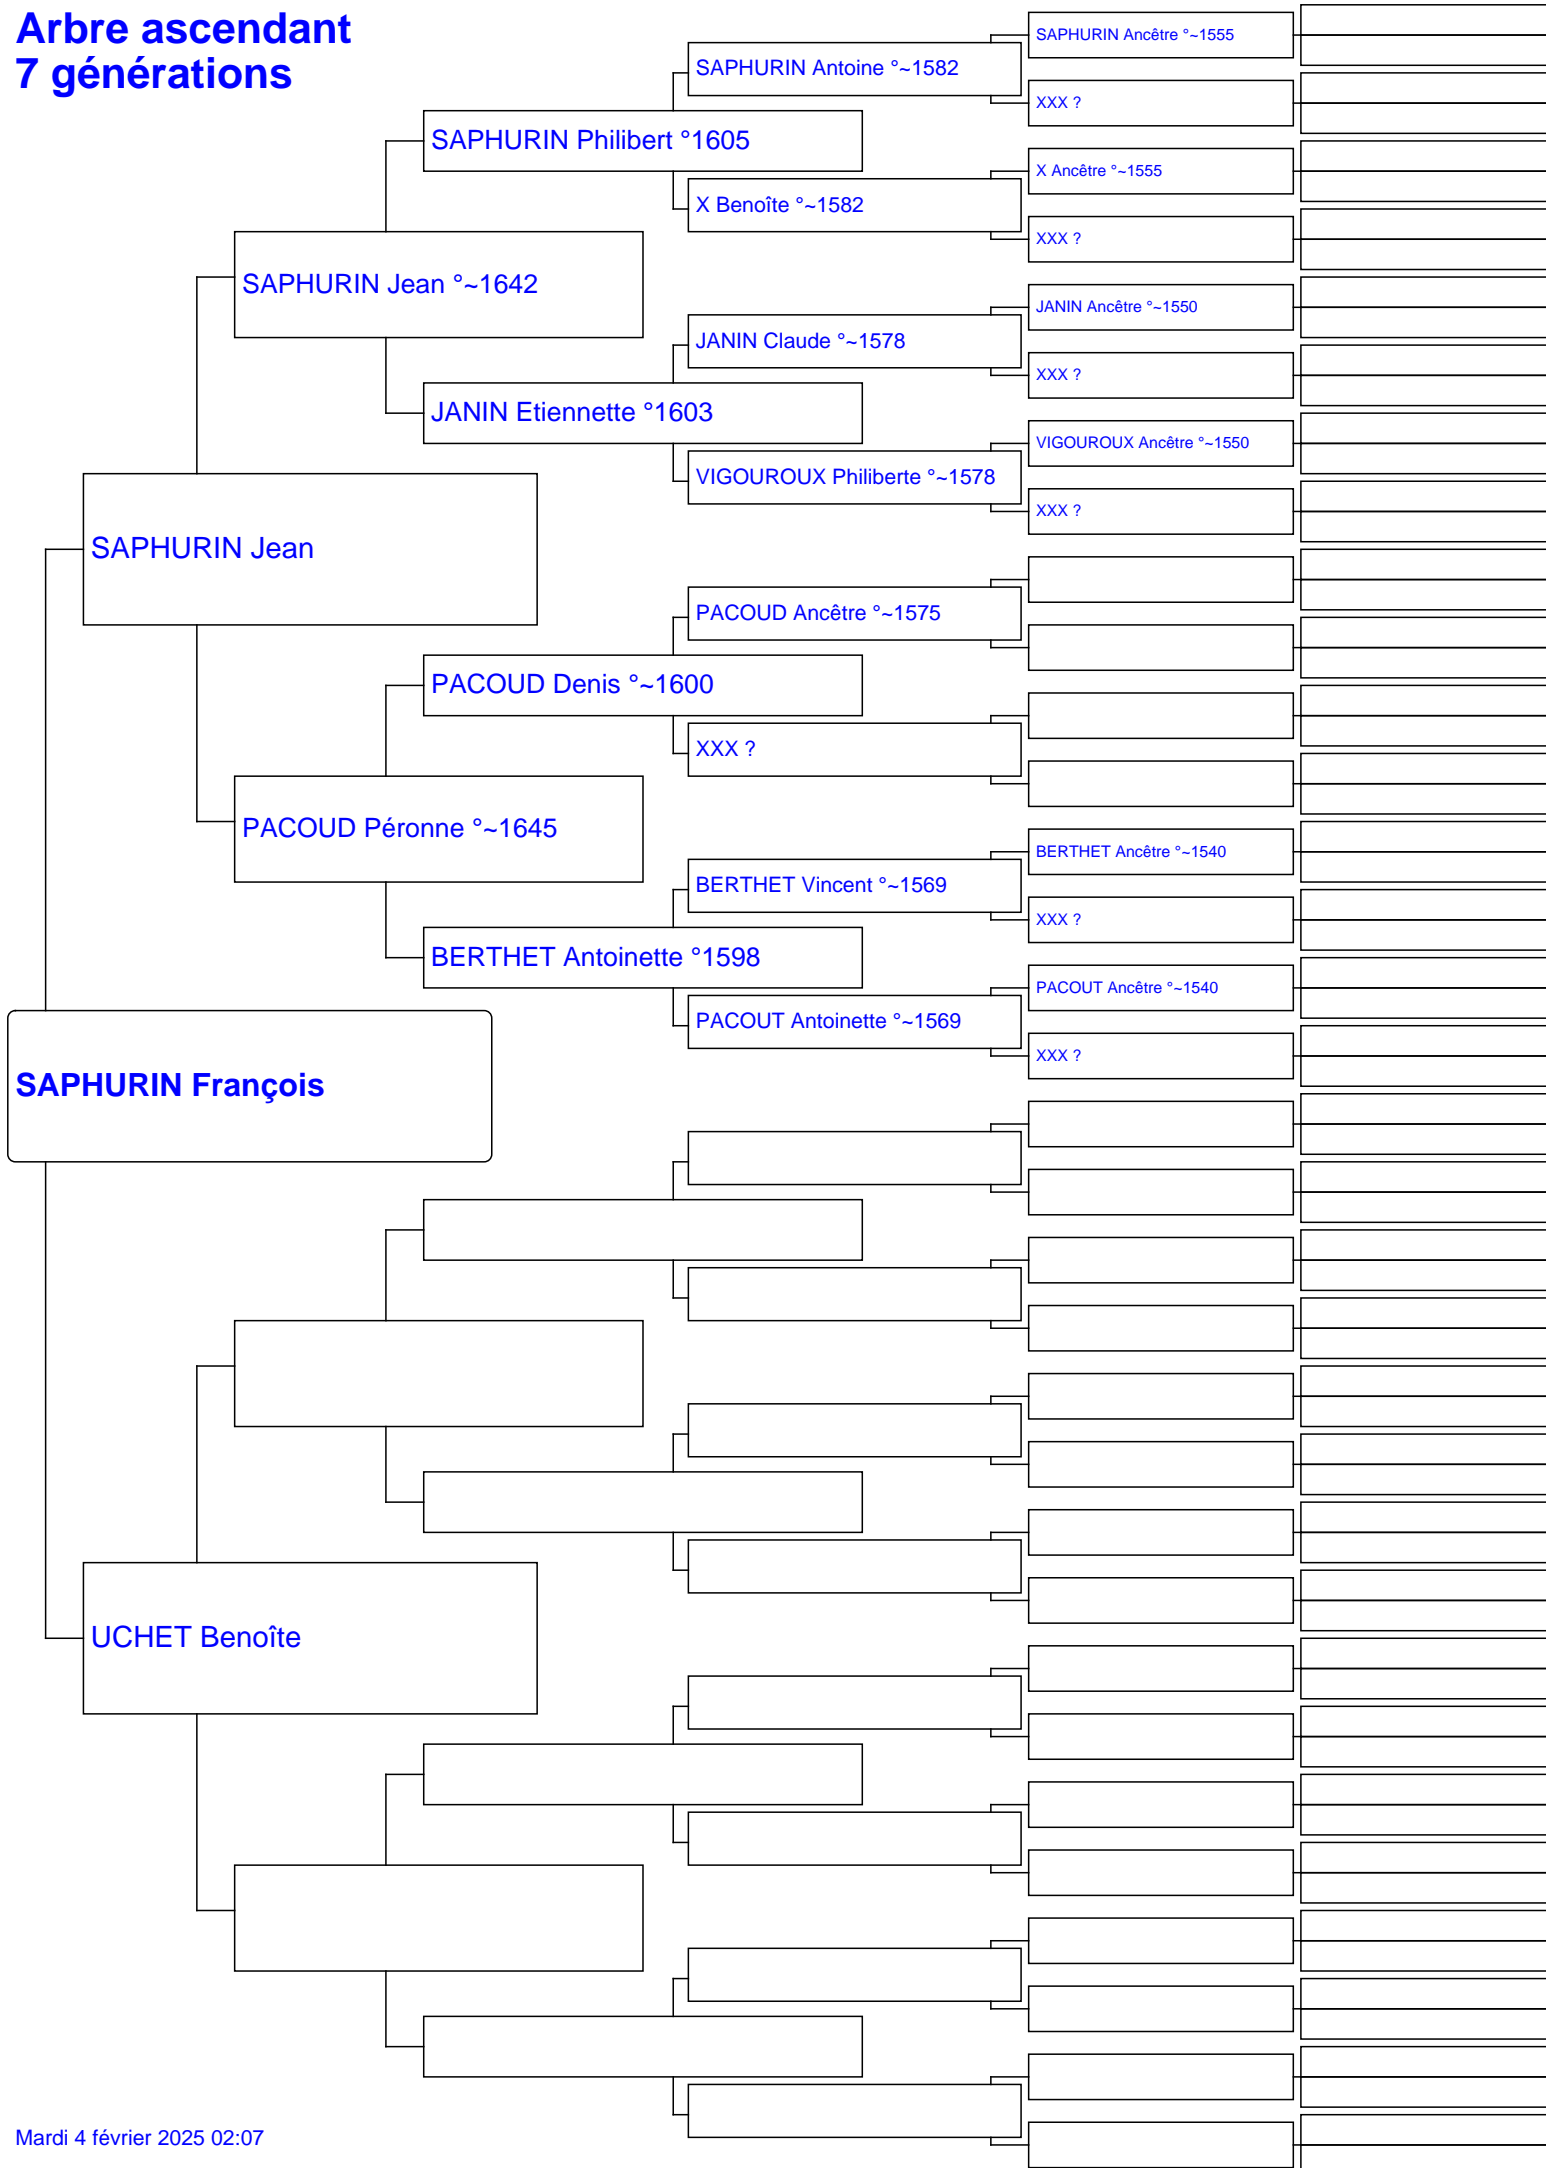 Arbre ascendant
7 générations
SAPHURIN Ancêtre °~1555
SAPHURIN Antoine °~1582
XXX ?
SAPHURIN Philibert °1605
X Ancêtre °~1555
X Benoîte °~1582
XXX ?
SAPHURIN Jean °~1642
JANIN Ancêtre °~1550
JANIN Claude °~1578
XXX ?
JANIN Etiennette °1603
VIGOUROUX Ancêtre °~1550
VIGOUROUX Philiberte °~1578
XXX ?
SAPHURIN Jean
PACOUD Ancêtre °~1575
PACOUD Denis °~1600
XXX ?
PACOUD Péronne °~1645
BERTHET Ancêtre °~1540
BERTHET Vincent °~1569
XXX ?
BERTHET Antoinette °1598
PACOUT Ancêtre °~1540
PACOUT Antoinette °~1569
XXX ?
SAPHURIN François
UCHET Benoîte
Mardi 4 février 2025 02:07